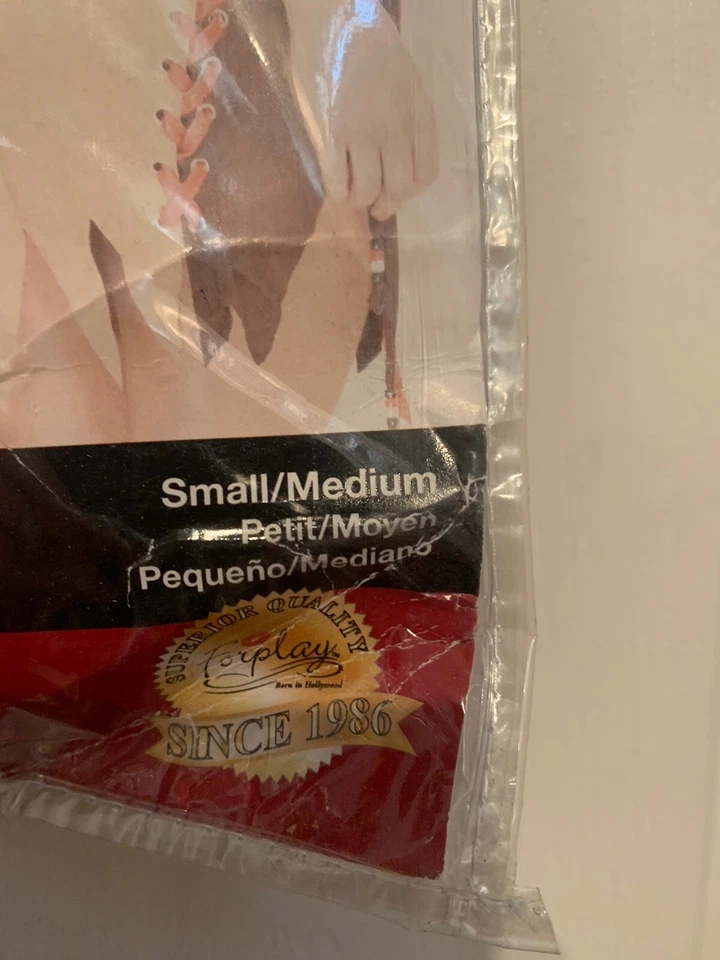 Small/Medium
Petit/Moyen
Pequeño/Mediano
SUPERIOR QUALITY
Forplay
Born in Hollywood
SINCE 1986